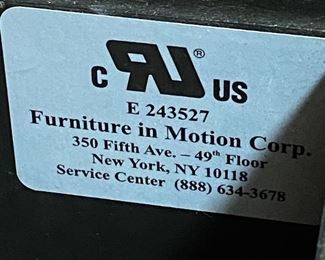 c RU ® US
E 243527
Furniture in Motion Corp.
350 Fifth Ave. – 49th Floor
New York, NY 10118
Service Center (888) 634-3678